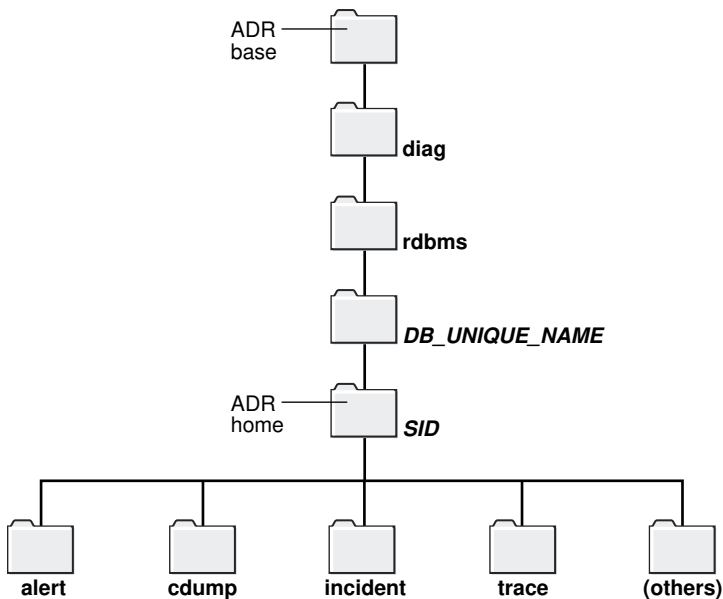 ADR
base
diag
rdbms
DB_UNIQUE_NAME
ADR
home
SID
alert
cdump
incident
trace
(others)